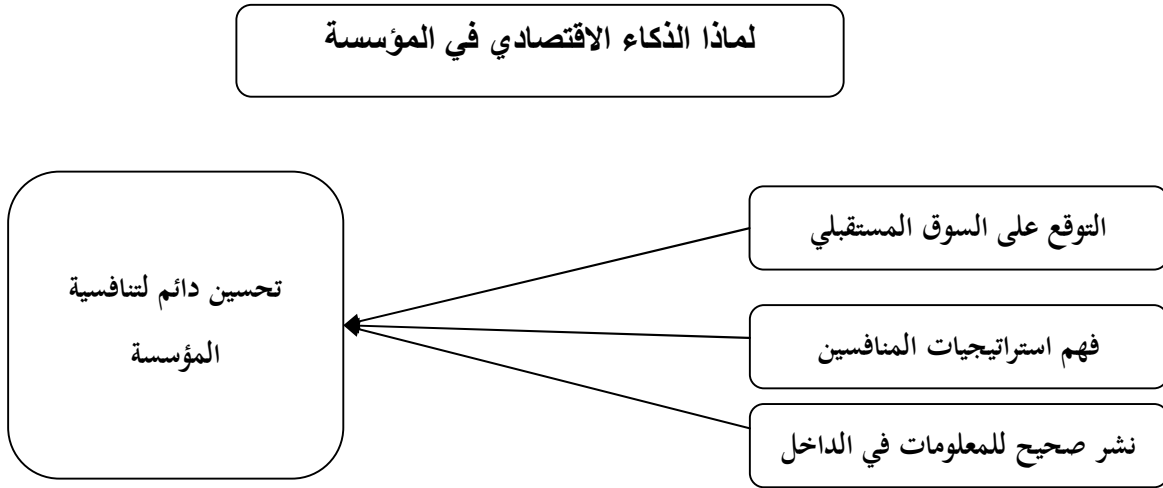 لماذا الذكاء الاقتصادي في المؤسسة
التوقع على السوق المستقبلي
فهم استراتيجيات المنافسين
نشر صحيح للمعلومات في الداخل
تحسين دائم لتنافسية
المؤسسة